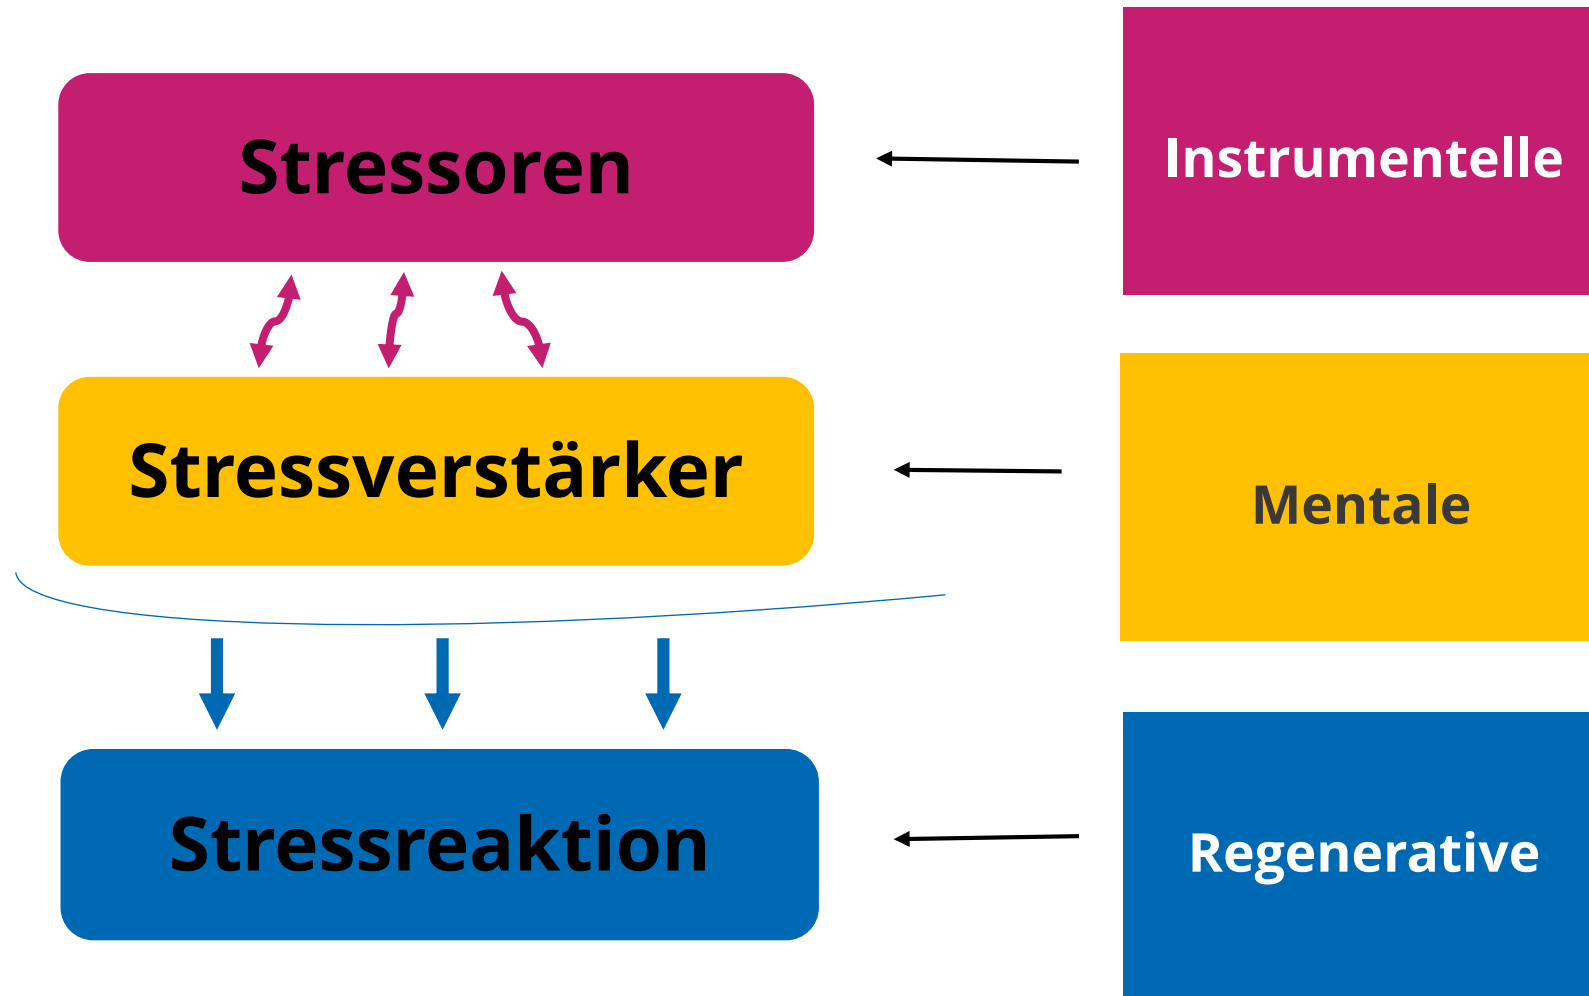 Stressoren
Instrumentelle
Stressverstärker
Mentale
Stressreaktion
Regenerative